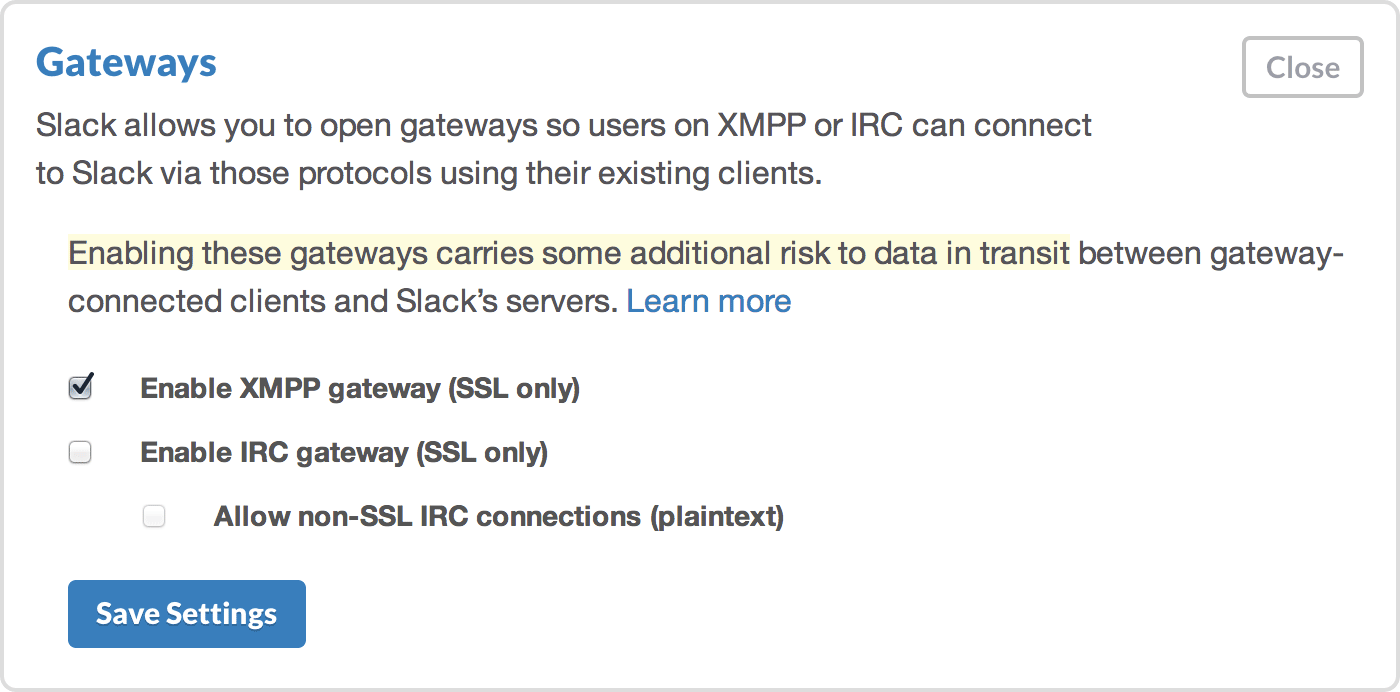 Gateways
Close
Slack allows you to open gateways so users on XMPP or IRC can connect
to Slack via those protocols using their existing clients.
Enabling these gateways carries some additional risk to data in transit between gateway-
connected clients and Slack’s servers. Learn more
Enable XMPP gateway (SSL only)
Enable IRC gateway (SSL only)
Allow non-SSL IRC connections (plaintext)
Save Settings